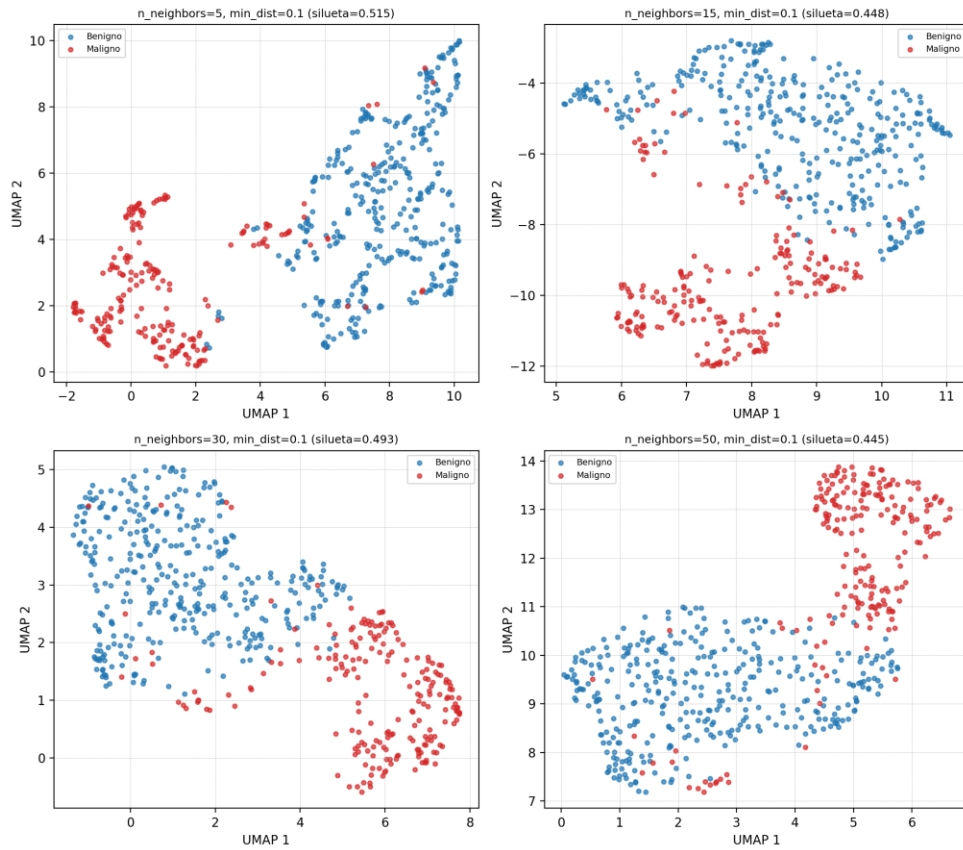 n_neighbors=5, min_dist=0.1 (silueta=0.515)
Benigno
Maligno
10
8
6
4
2
0
UMAP 2
−2
0
2
4
6
8
10
UMAP 1
n_neighbors=15, min_dist=0.1 (silueta=0.448)
Benigno
Maligno
−4
−6
−8
−10
−12
UMAP 2
5
6
7
8
9
10
11
UMAP 1
n_neighbors=30, min_dist=0.1 (silueta=0.493)
Benigno
Maligno
5
4
3
2
1
0
UMAP 2
0
2
4
6
8
UMAP 1
n_neighbors=50, min_dist=0.1 (silueta=0.445)
Benigno
Maligno
14
13
12
11
10
9
8
7
UMAP 2
0
1
2
3
4
5
6
UMAP 1